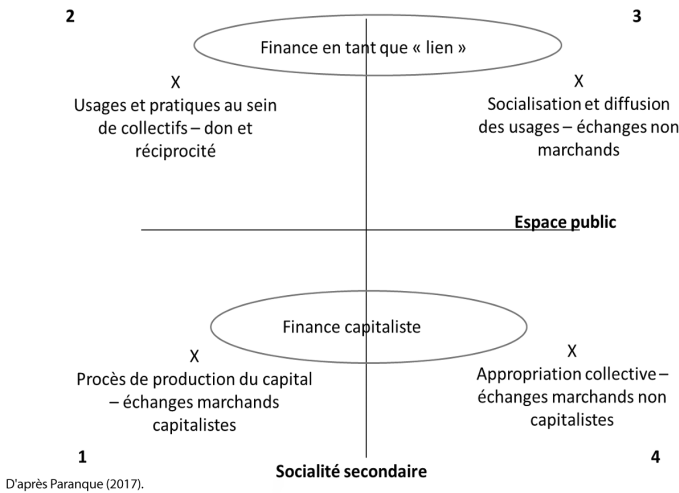 2
3
Finance en tant que « lien »
X
Usages et pratiques au sein
de collectifs – don et
réciprocité
X
Socialisation et diffusion
des usages – échanges non
marchands
Espace public
Finance capitaliste
X
Procès de production du capital
– échanges marchands
capitalistes
X
Appropriation collective –
échanges marchands non
capitalistes
1
4
Socialité secondaire
D'après Paranque (2017).